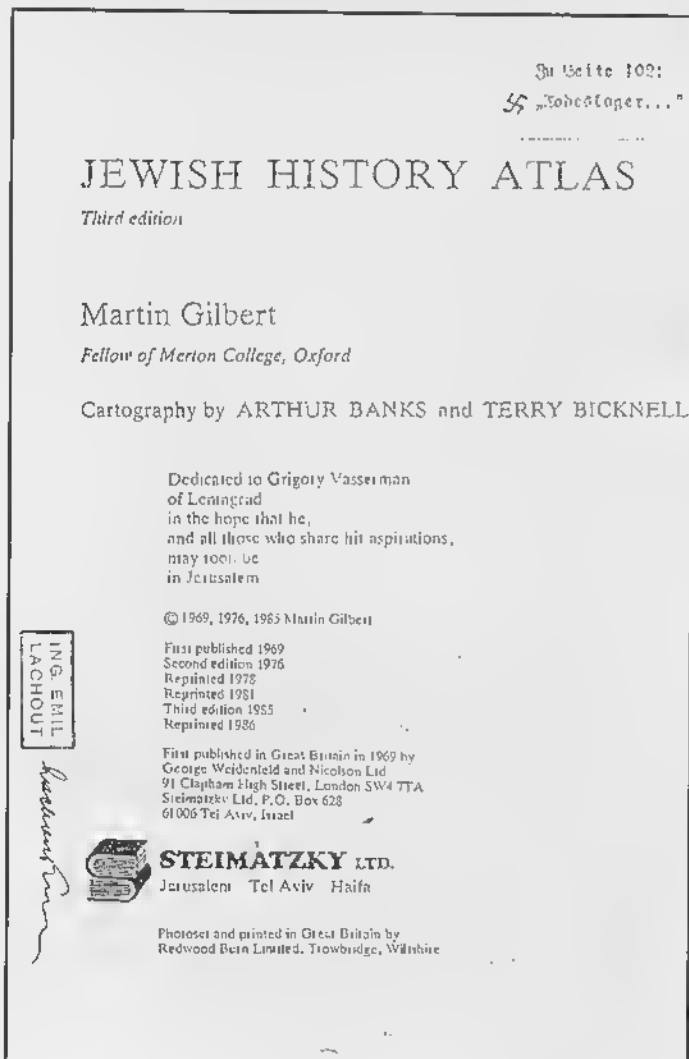 Zu Seite 102:
"Todeslager..."
JEWISH HISTORY ATLAS
Third edition
Martin Gilbert
Fellow of Merton College, Oxford
Cartography by ARTHUR BANKS and TERRY BICKNELL
Dedicated to Grigory Vasserman
of Leningrad
in the hope that he,
and all those who share his aspirations,
may soon be
in Jerusalem
© 1969, 1976, 1985 Martin Gilbert
First published 1969
Second edition 1976
Reprinted 1978
Reprinted 1981
Third edition 1985
Reprinted 1986
First published in Great Britain in 1969 by
George Weidenfeld and Nicolson Ltd
91 Clapham High Street, London SW4 7TA
Steimatzky Ltd, P.O. Box 628
61006 Tel Aviv, Israel
ING. EMIL
LACHOUT
STEIMATZKY LTD.
Jerusalem Tel Aviv Haifa
Photoset and printed in Great Britain by
Redwood Burn Limited, Trowbridge, Wiltshire